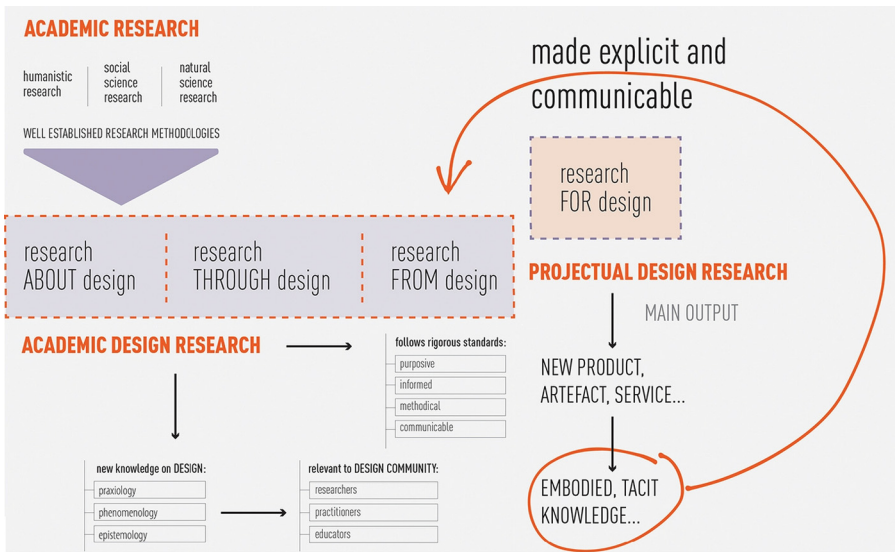 ACADEMIC RESEARCH
humanistic
research
social
science
research
natural
science
research
WELL ESTABLISHED RESEARCH METHODOLOGIES
made explicit and
communicable
research
FOR design
research
ABOUT design
research
THROUGH design
research
FROM design
PROJECTUAL DESIGN RESEARCH
MAIN OUTPUT
NEW PRODUCT,
ARTEFACT, SERVICE...
EMBODIED, TACIT
KNOWLEDGE...
ACADEMIC DESIGN RESEARCH
follows rigorous standards:
purposive
informed
methodical
communicable
new knowledge on DESIGN:
praxiology
phenomenology
epistemology
relevant to DESIGN COMMUNITY:
researchers
practitioners
educators